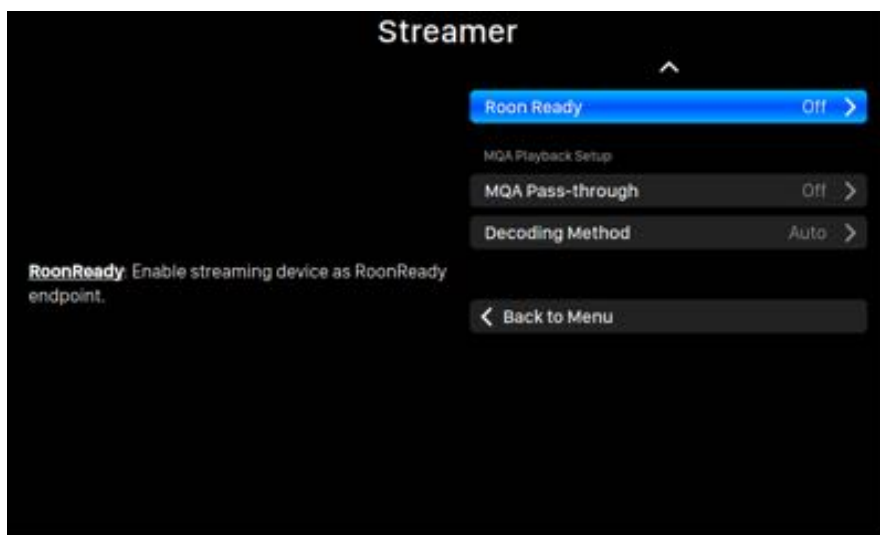 Streamer
Roon Ready Off
MQA Playback Setup
MQA Pass-through Off
Decoding Method Auto
RoonReady: Enable streaming device as RoonReady
endpoint.
Back to Menu